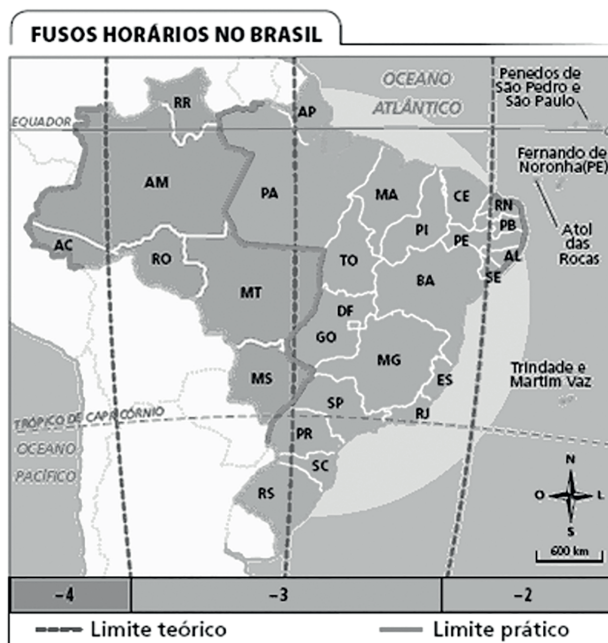 FUSOS HORÁRIOS NO BRASIL
OCEANO
ATLÂNTICO
Penedos de
São Pedro e
São Paulo
EQUADOR
RR
AP
Fernando de
Noronha(PE)
AM
PA
MA
CE
RN
PB
PI
PE
AL
SE
Atol
das
Rocas
AC
RO
TO
BA
MT
DF
GO
MG
ES
MS
SP
RJ
Trindade e
Martim Vaz
TRÓPICO DE CAPRICÓRNIO
OCEANO
PACÍFICO
PR
SC
RS
N
O
L
S
600 km
-4
-3
-2
Limite teórico
Limite prático